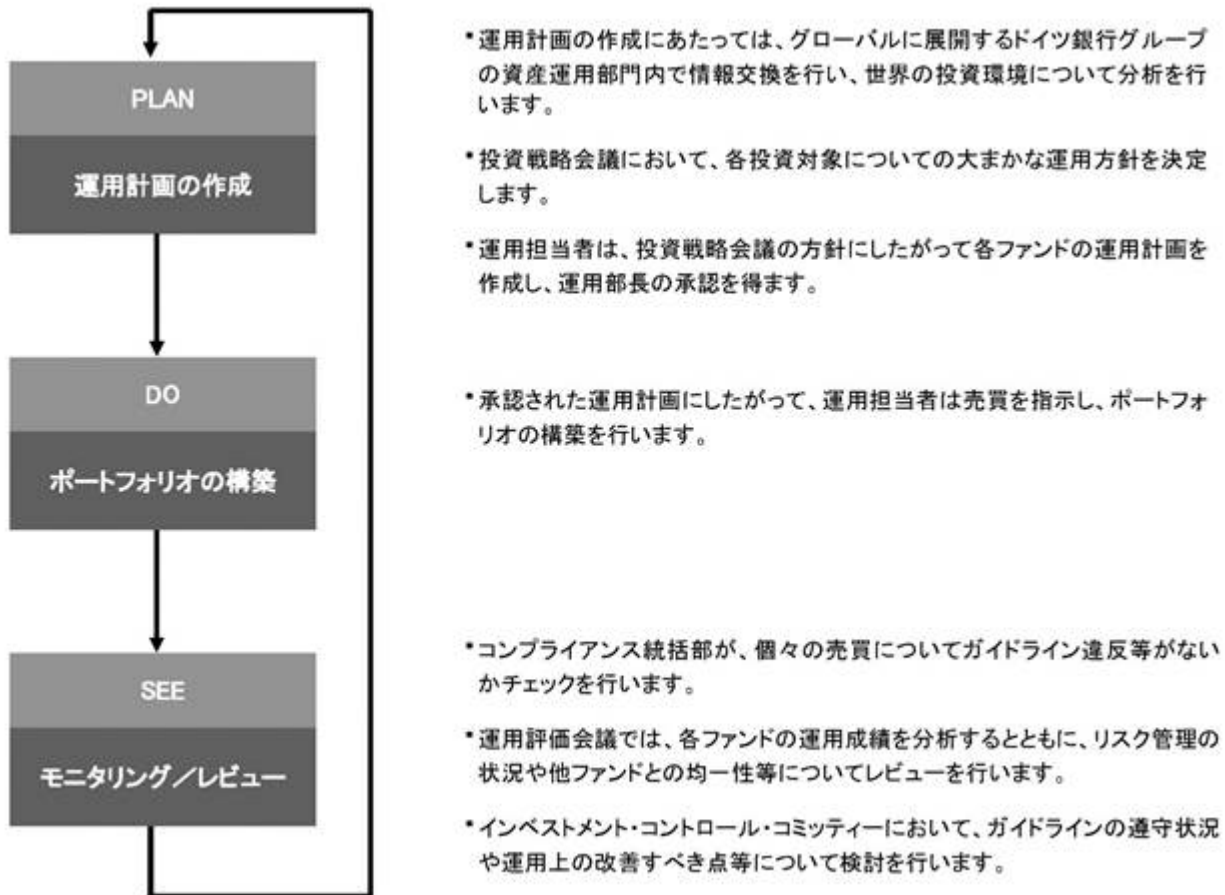 PLAN
運用計画の作成
・運用計画の作成にあたっては、グローバルに展開するドイツ銀行グループ
の資産運用部門内で情報交換を行い、世界の投資環境について分析を行
います。
・投資戦略会議において、各投資対象についての大まかな運用方針を決定
します。
・運用担当者は、投資戦略会議の方針にしたがって各ファンドの運用計画を
作成し、運用部長の承認を得ます。
DO
ポートフォリオの構築
・承認された運用計画にしたがって、運用担当者は売買を指示し、ポートフォ
リオの構築を行います。
SEE
モニタリング／レビュー
・コンプライアンス統括部が、個々の売買についてガイドライン違反等がない
かチェックを行います。
・運用評価会議では、各ファンドの運用成績を分析するとともに、リスク管理の
状況や他ファンドとの均一性等についてレビューを行います。
・インベストメント・コントロール・コミッティーにおいて、ガイドラインの遵守状況
や運用上の改善すべき点等について検討を行います。